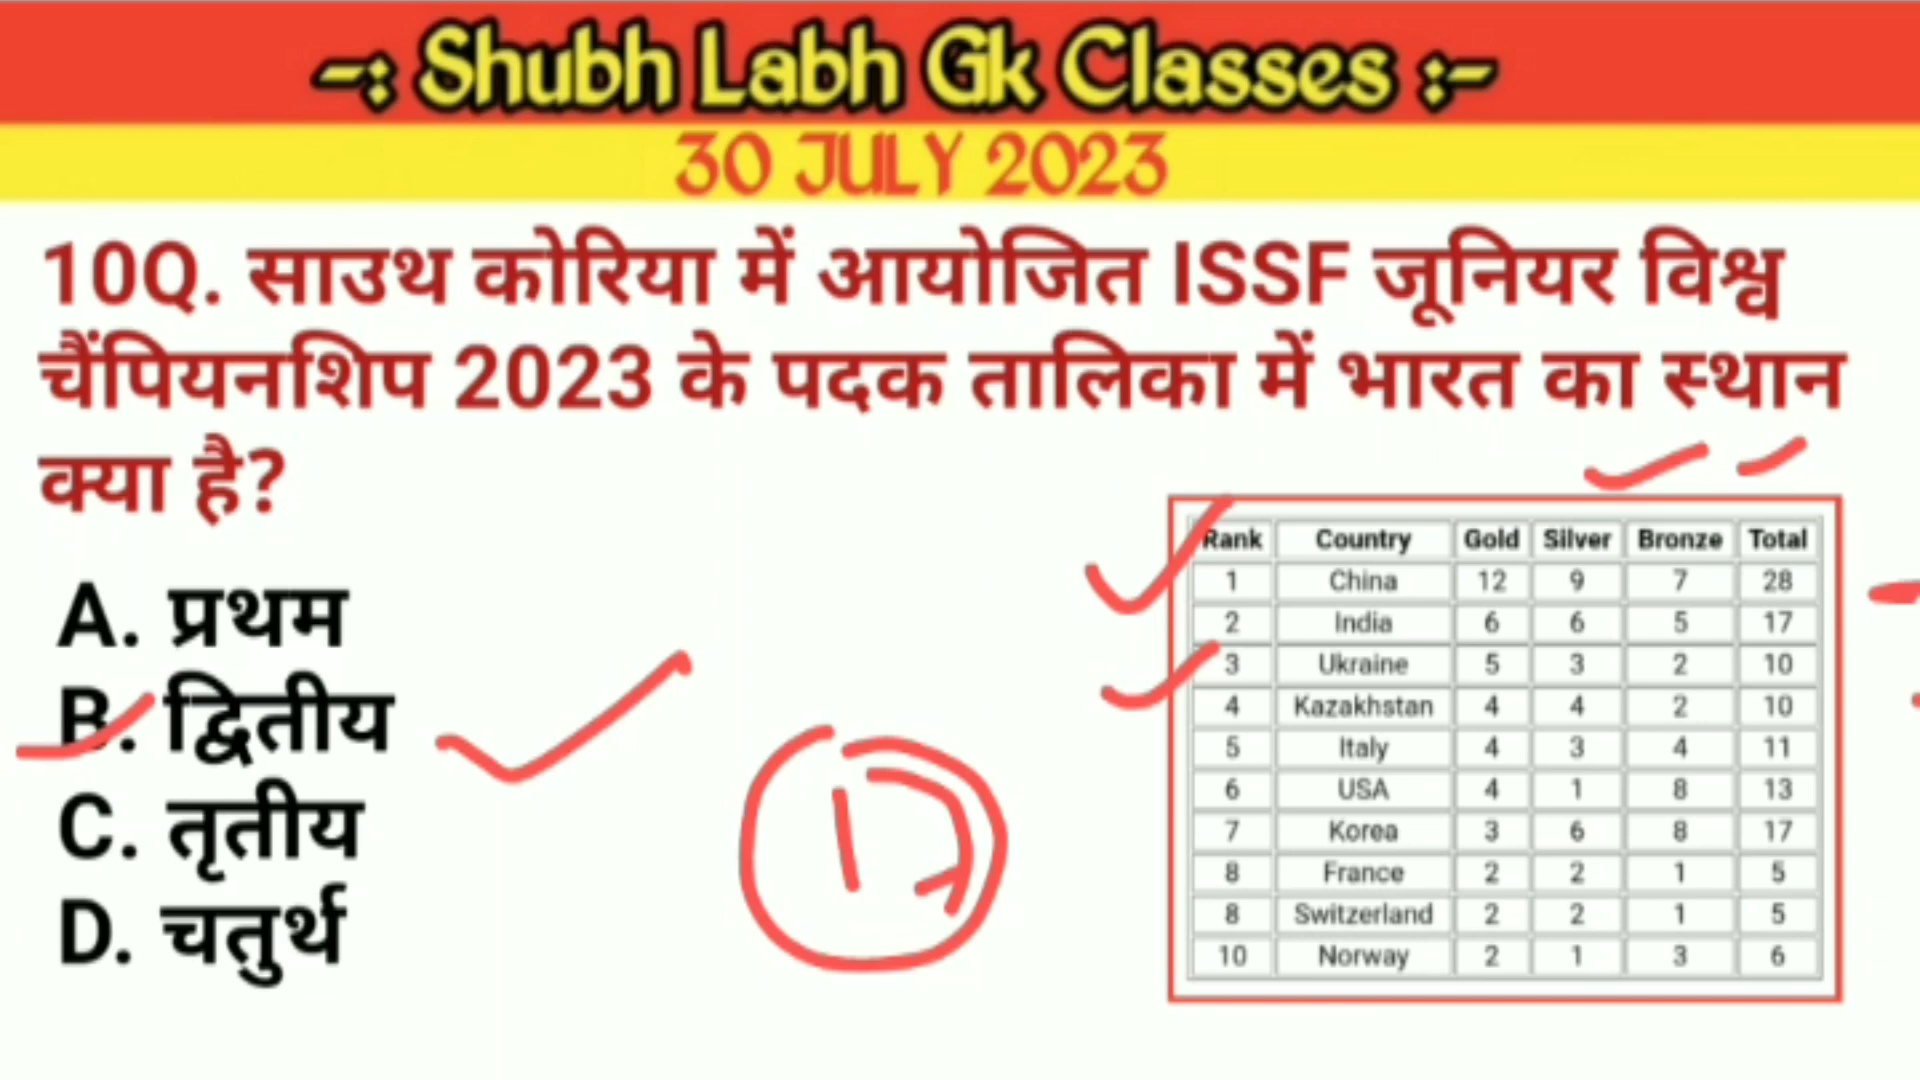 -: Shubh Labh Gk Classes :-
30 JULY 2023
10Q. साउथ कोरिया में आयोजित ISSF जूनियर विश्व
चैंपियनशिप 2023 के पदक तालिका में भारत का स्थान
क्या है?
A. प्रथम
B. द्वितीय
C. तृतीय
D. चतुर्थ
17
Rank Country Gold Silver Bronze Total
1 China 12 9 7 28
2 India 6 6 5 17
3 Ukraine 5 3 2 10
4 Kazakhstan 4 4 2 10
5 Italy 4 3 4 11
6 USA 4 1 8 13
7 Korea 3 6 8 17
8 France 2 2 1 5
8 Switzerland 2 2 1 5
10 Norway 2 1 3 6